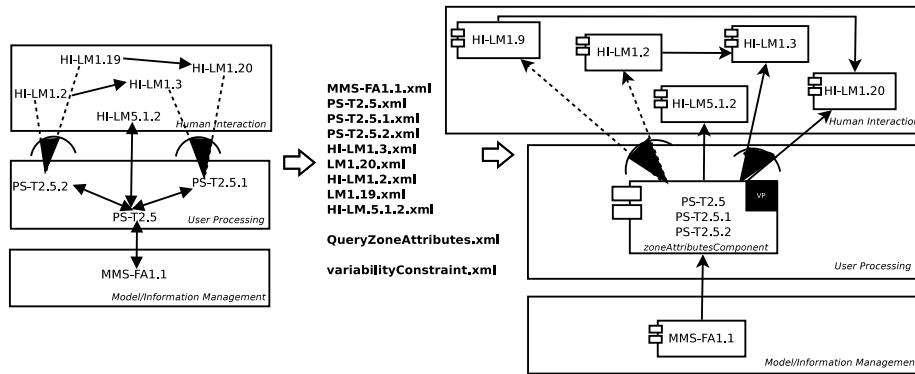 HI-LM1.19
HI-LM1.20
HI-LM1.2
HI-LM1.3
HI-LM5.1.2
Human Interaction
PS-T2.5.2
PS-T2.5.1
PS-T2.5
User Processing
MMS-FA1.1
Model/Information Management
MMS-FA1.1.xml
PS-T2.5.xml
PS-T2.5.1.xml
PS-T2.5.2.xml
HI-LM1.3.xml
LM1.20.xml
HI-LM1.2.xml
LM1.19.xml
HI-LM.5.1.2.xml
QueryZoneAttributes.xml
variabilityConstraint.xml
HI-LM1.9
HI-LM1.2
HI-LM1.3
HI-LM5.1.2
HI-LM1.20
Human Interaction
PS-T2.5
PS-T2.5.1
PS-T2.5.2
zoneAttributesComponent
VP
User Processing
MMS-FA1.1
Model/Information Management